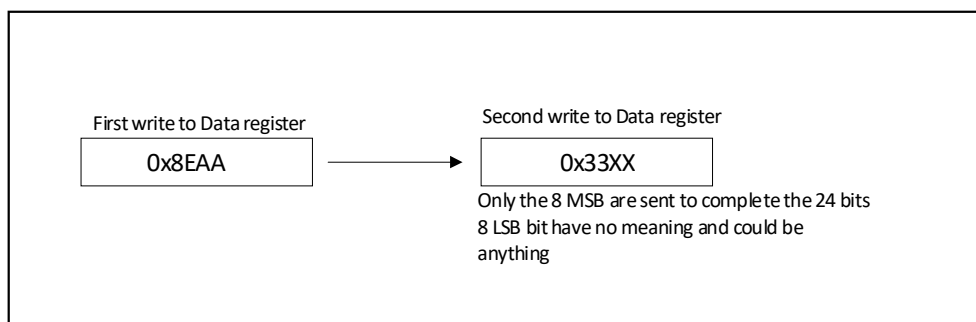 First write to Data register
Second write to Data register
0x8EAA
0x33XX
Only the 8 MSB are sent to complete the 24 bits
8 LSB bit have no meaning and could be
anything